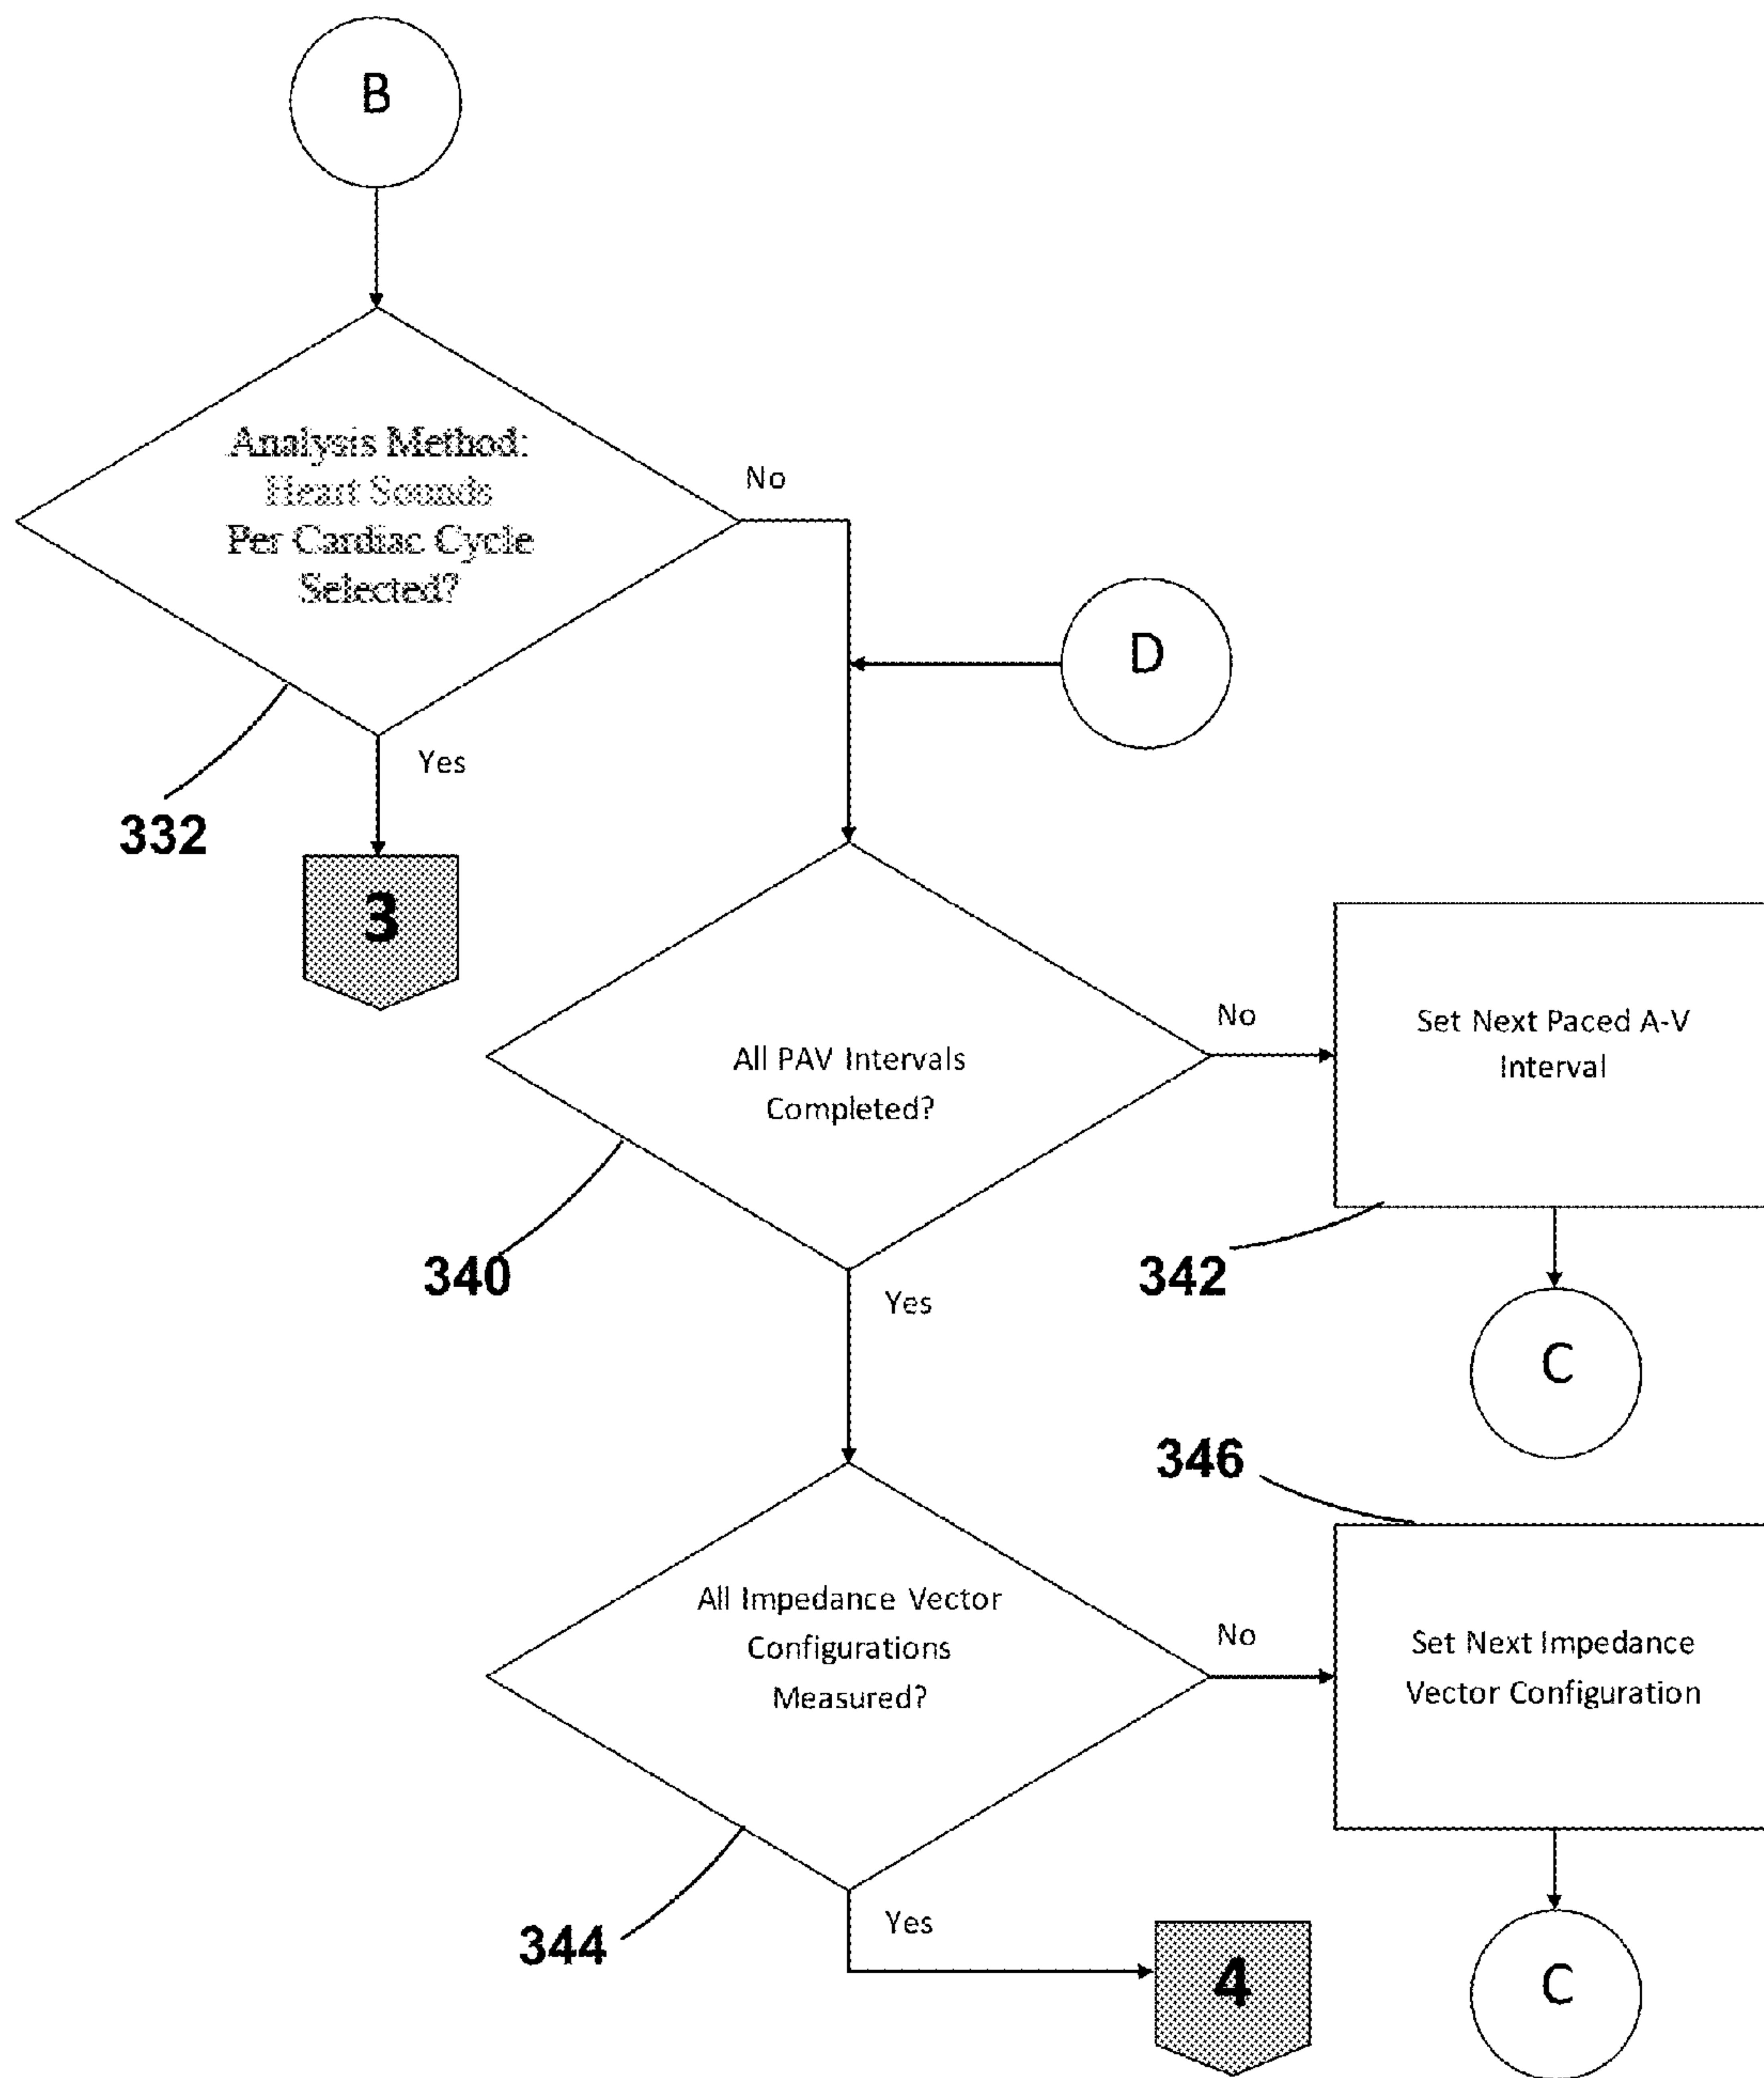 B
Analysis Method:
Heart Sounds
Per Cardiac Cycle
Selected?
No
D
Yes
332
3
All PAV Intervals
Completed?
No
Set Next Paced A-V
Interval
340
342
Yes
C
346
All Impedance Vector
Configurations
Measured?
No
Set Next Impedance
Vector Configuration
344
Yes
4
C